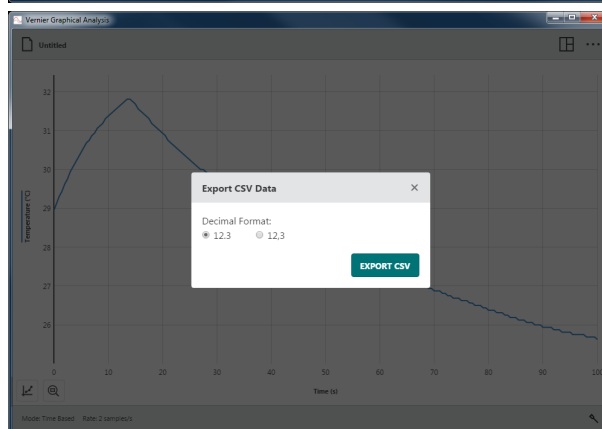 Vernier Graphical Analysis
Untitled
32
31
30
29
28
27
26
Temperature (°C)
Export CSV Data
Decimal Format:
12.3 12,3
EXPORT CSV
0 10 20 30 40 50 60 70 80 90 100
Time (s)
Mode: Time Based Rate: 2 samples/s